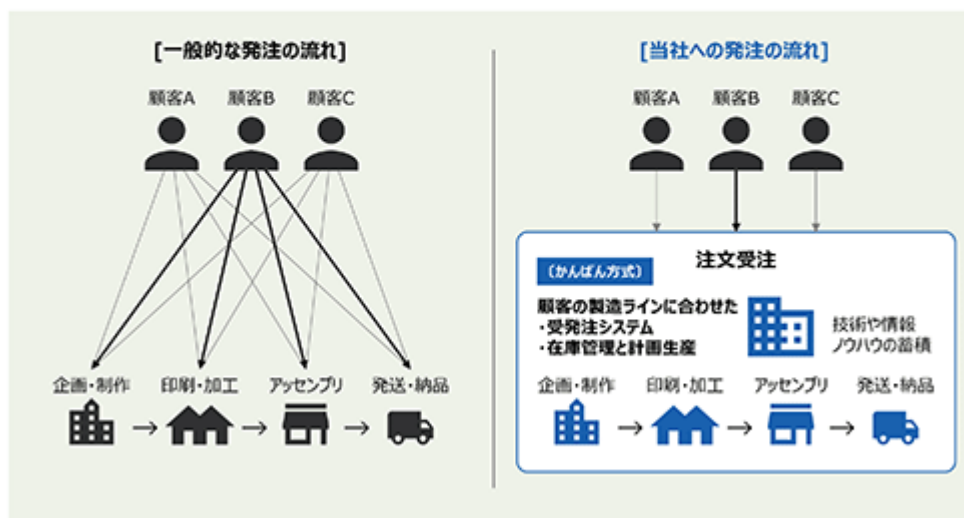 [一般的な発注の流れ]
顧客A
顧客B
顧客C
企画・制作
印刷・加工
アッセンブリ
発送・納品
[当社への発注の流れ]
顧客A
顧客B
顧客C
注文受注
〔かんばん方式〕
顧客の製造ラインに合わせた
・受発注システム
・在庫管理と計画生産
技術や情報
ノウハウの蓄積
企画・制作
印刷・加工
アッセンブリ
発送・納品